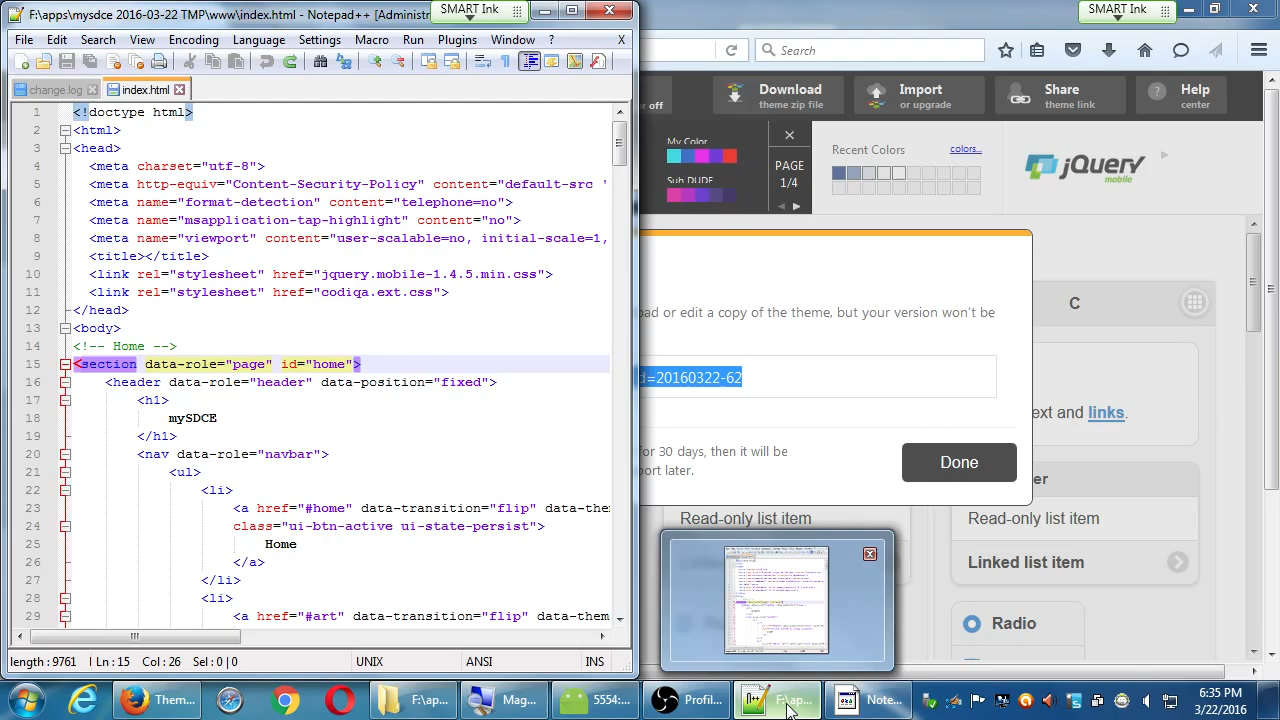 F:\apps\mysdce 2016-03-22 TMP\www\index.html - Notepad++ [Administr
SMART Ink
File Edit Search View Encoding Language Settings Macro Run Plugins Window ? X
change.log
index.html
1 <!doctype html>
2 <html>
3 <head>
4 <meta charset="utf-8">
5 <meta http-equiv="Content-Security-Policy" content="default-src '
6 <meta name="format-detection" content="telephone=no">
7 <meta name="msapplication-tap-highlight" content="no">
8 <meta name="viewport" content="user-scalable=no, initial-scale=1,
9 <title></title>
10 <link rel="stylesheet" href="jquery.mobile-1.4.5.min.css">
11 <link rel="stylesheet" href="codiqa.ext.css">
12 </head>
13 <body>
14 <!-- Home -->
15 <section data-role="page" id="home">
16 <header data-role="header" data-position="fixed">
17 <h1>
18 mySDCE
19 </h1>
20 <nav data-role="navbar">
21 <ul>
22 <li>
23 <a href="#home" data-transition="flip" data-the
24 class="ui-btn-active ui-state-persist">
25 Home
26 </a>
27 </li>
28 <li>
29 <a href="#art" data-transition="flip" data-them
length : 9761 Ln : 15 Col : 26 Sel : 0 | 0 UNIX ANSI INS
SMART Ink
Search
or off
Download
theme zip file
Import
or upgrade
Share
theme link
Help
center
My Color
Sub DUDE
PAGE
1/4
Recent Colors
colors...
jQuery
mobile
C
oad or edit a copy of the theme, but your version won't be
d=20160322-62
ext and links.
for 30 days, then it will be
port later.
Done
er
Read-only list item
Read-only list item
Linked list item
Radio
Them...
F:\ap...
Mag...
5554:...
Profil...
F:\ap...
Note...
6:35 PM
3/22/2016